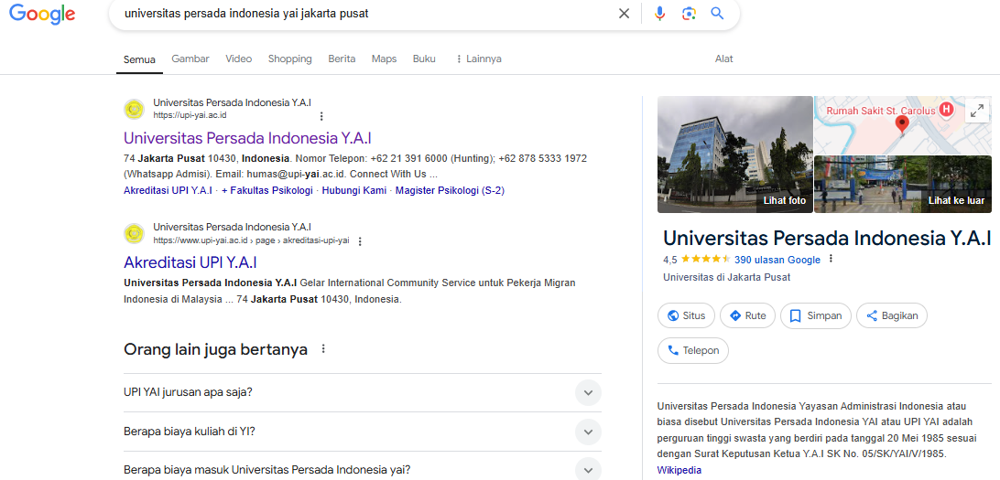 Google
universitas persada indonesia yai jakarta pusat
Semua Gambar Video Shopping Berita Maps Buku Lainnya Alat
Universitas Persada Indonesia Y.A.I
https://upi-yai.ac.id
Universitas Persada Indonesia Y.A.I
74 Jakarta Pusat 10430, Indonesia. Nomor Telepon: +62 21 391 6000 (Hunting); +62 878 5333 1972
(Whatsapp Admisi). Email: humas@upi-yai.ac.id. Connect With Us ...
Akreditasi UPI Y.A.I · + Fakultas Psikologi · Hubungi Kami · Magister Psikologi (S-2)
Universitas Persada Indonesia Y.A.I
https://www.upi-yai.ac.id › page › akreditasi-upi-yai
Akreditasi UPI Y.A.I
Universitas Persada Indonesia Y.A.I Gelar International Community Service untuk Pekerja Migran
Indonesia di Malaysia ... 74 Jakarta Pusat 10430, Indonesia.
Orang lain juga bertanya
UPI YAI jurusan apa saja?
Berapa biaya kuliah di YI?
Berapa biaya masuk Universitas Persada Indonesia yai?
Rumah Sakit St. Carolus H
Lihat foto
Lihat ke luar
Universitas Persada Indonesia Y.A.I
4,5 390 ulasan Google
Universitas di Jakarta Pusat
Situs Rute Simpan Bagikan
Telepon
Universitas Persada Indonesia Yayasan Administrasi Indonesia atau
biasa disebut Universitas Persada Indonesia YAI atau UPI YAI adalah
perguruan tinggi swasta yang berdiri pada tanggal 20 Mei 1985 sesuai
dengan Surat Keputusan Ketua Y.A.I SK No. 05/SK/YAI/V/1985.
Wikipedia